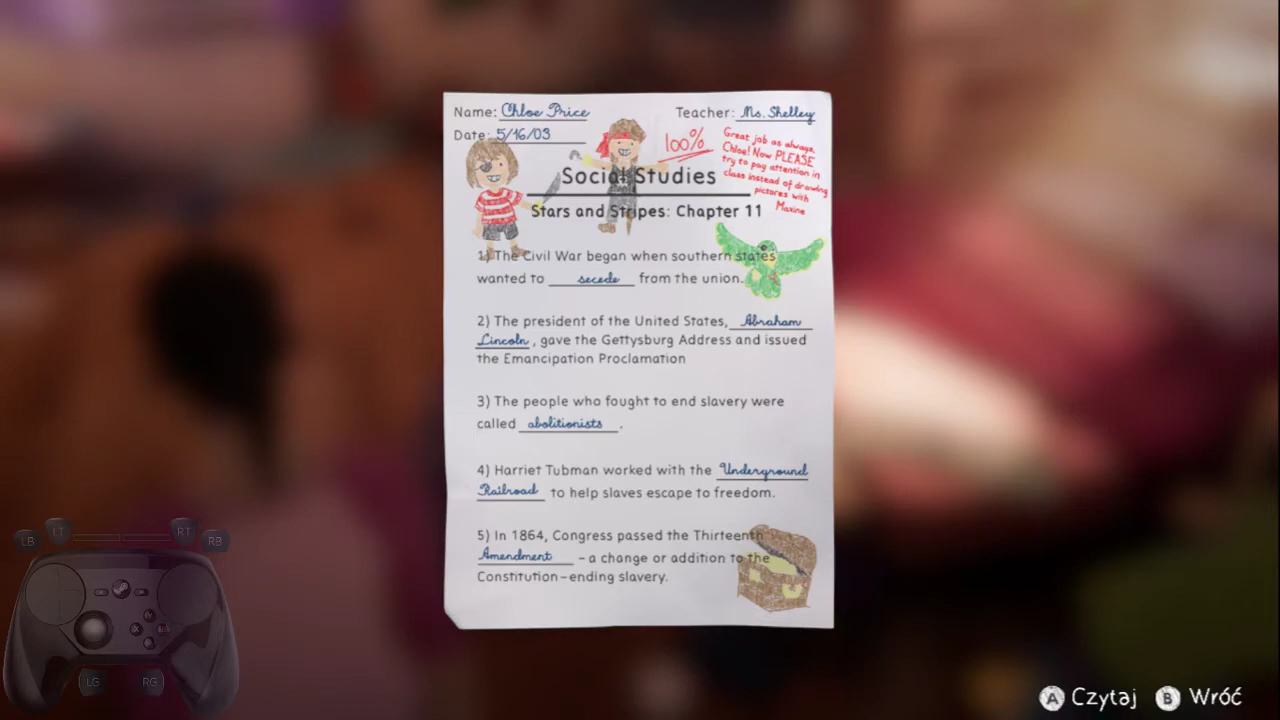 Name: Chloe Price
Teacher: Ms. Shelley
Date: 5/16/03
100%
Great job as always,
Chloe! Now PLEASE
try to pay attention in
class instead of drawing
pictures with
Maxine
Social Studies
Stars and Stripes: Chapter 11
1) The Civil War began when southern states
wanted to secede from the union.
2) The president of the United States, Abraham
Lincoln, gave the Gettysburg Address and issued
the Emancipation Proclamation
3) The people who fought to end slavery were
called abolitionists.
4) Harriet Tubman worked with the Underground
Railroad to help slaves escape to freedom.
5) In 1864, Congress passed the Thirteenth
Amendment – a change or addition to the
Constitution – ending slavery.
LB LT RT RB
Y
X B
A
LG RG
A Czytaj B Wróć